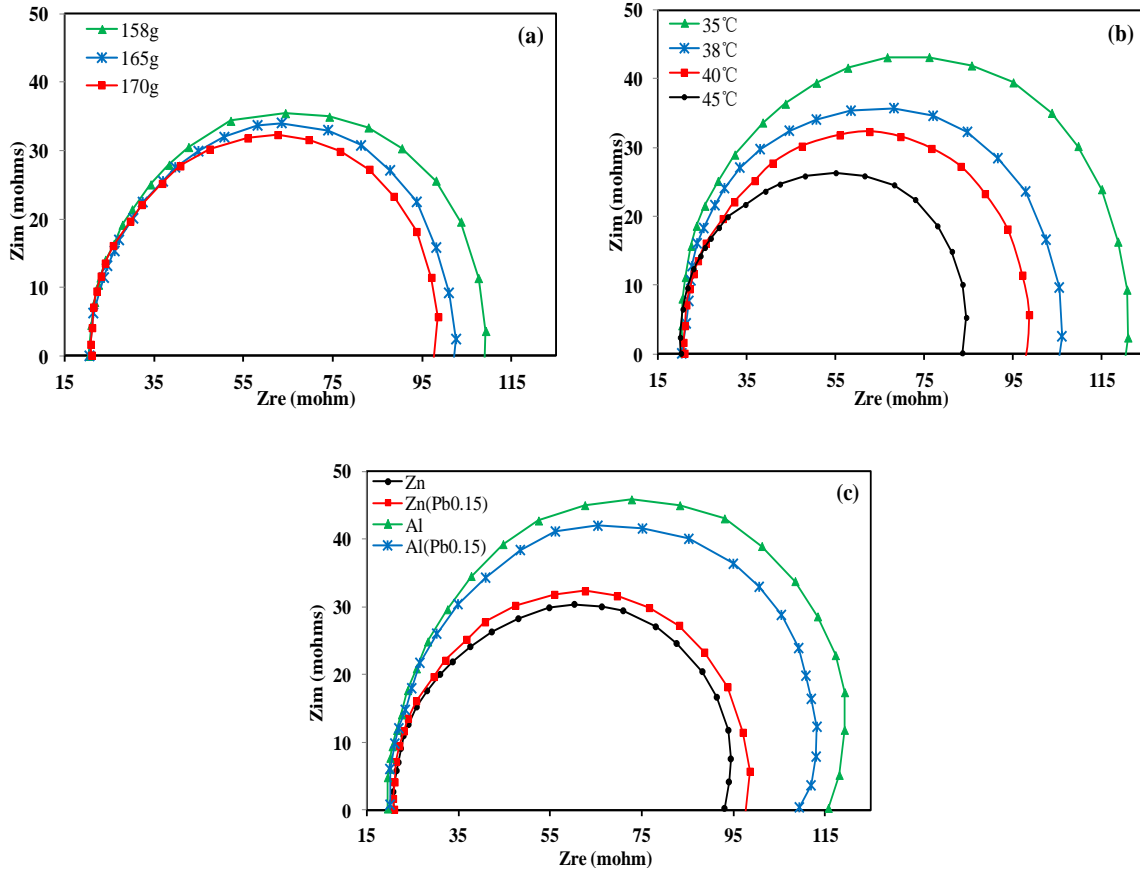 50
40
30
20
10
0
Zim (mohms)
158g
165g
170g
(a)
15 35 55 75 95 115
Zre (mohm)
50
40
30
20
10
0
Zim (mohms)
35℃
38℃
40℃
45℃
(b)
15 35 55 75 95 115
Zre (mohm)
50
40
30
20
10
0
Zim (mohms)
Zn
Zn(Pb0.15)
Al
Al(Pb0.15)
(c)
15 35 55 75 95 115
Zre (mohm)